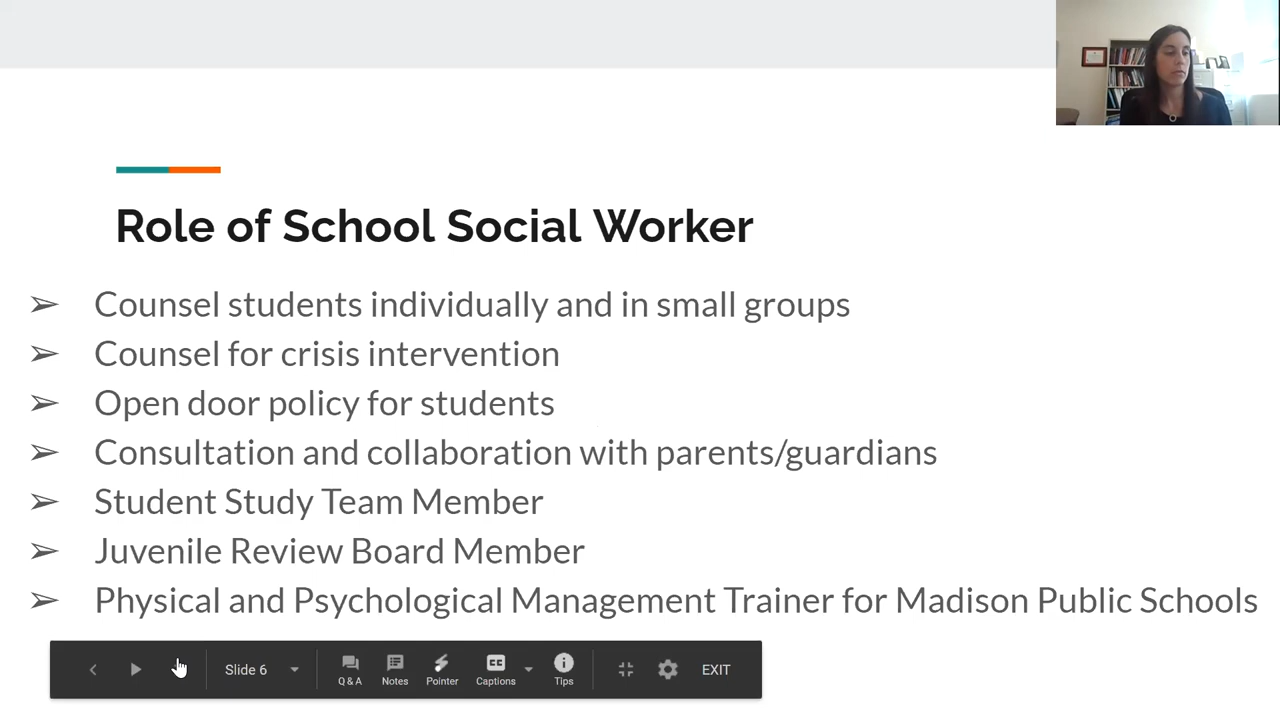 Role of School Social Worker
➢ Counsel students individually and in small groups
➢ Counsel for crisis intervention
➢ Open door policy for students
➢ Consultation and collaboration with parents/guardians
➢ Student Study Team Member
➢ Juvenile Review Board Member
➢ Physical and Psychological Management Trainer for Madison Public Schools
Slide 6 Q & A Notes Pointer CC Captions Tips EXIT